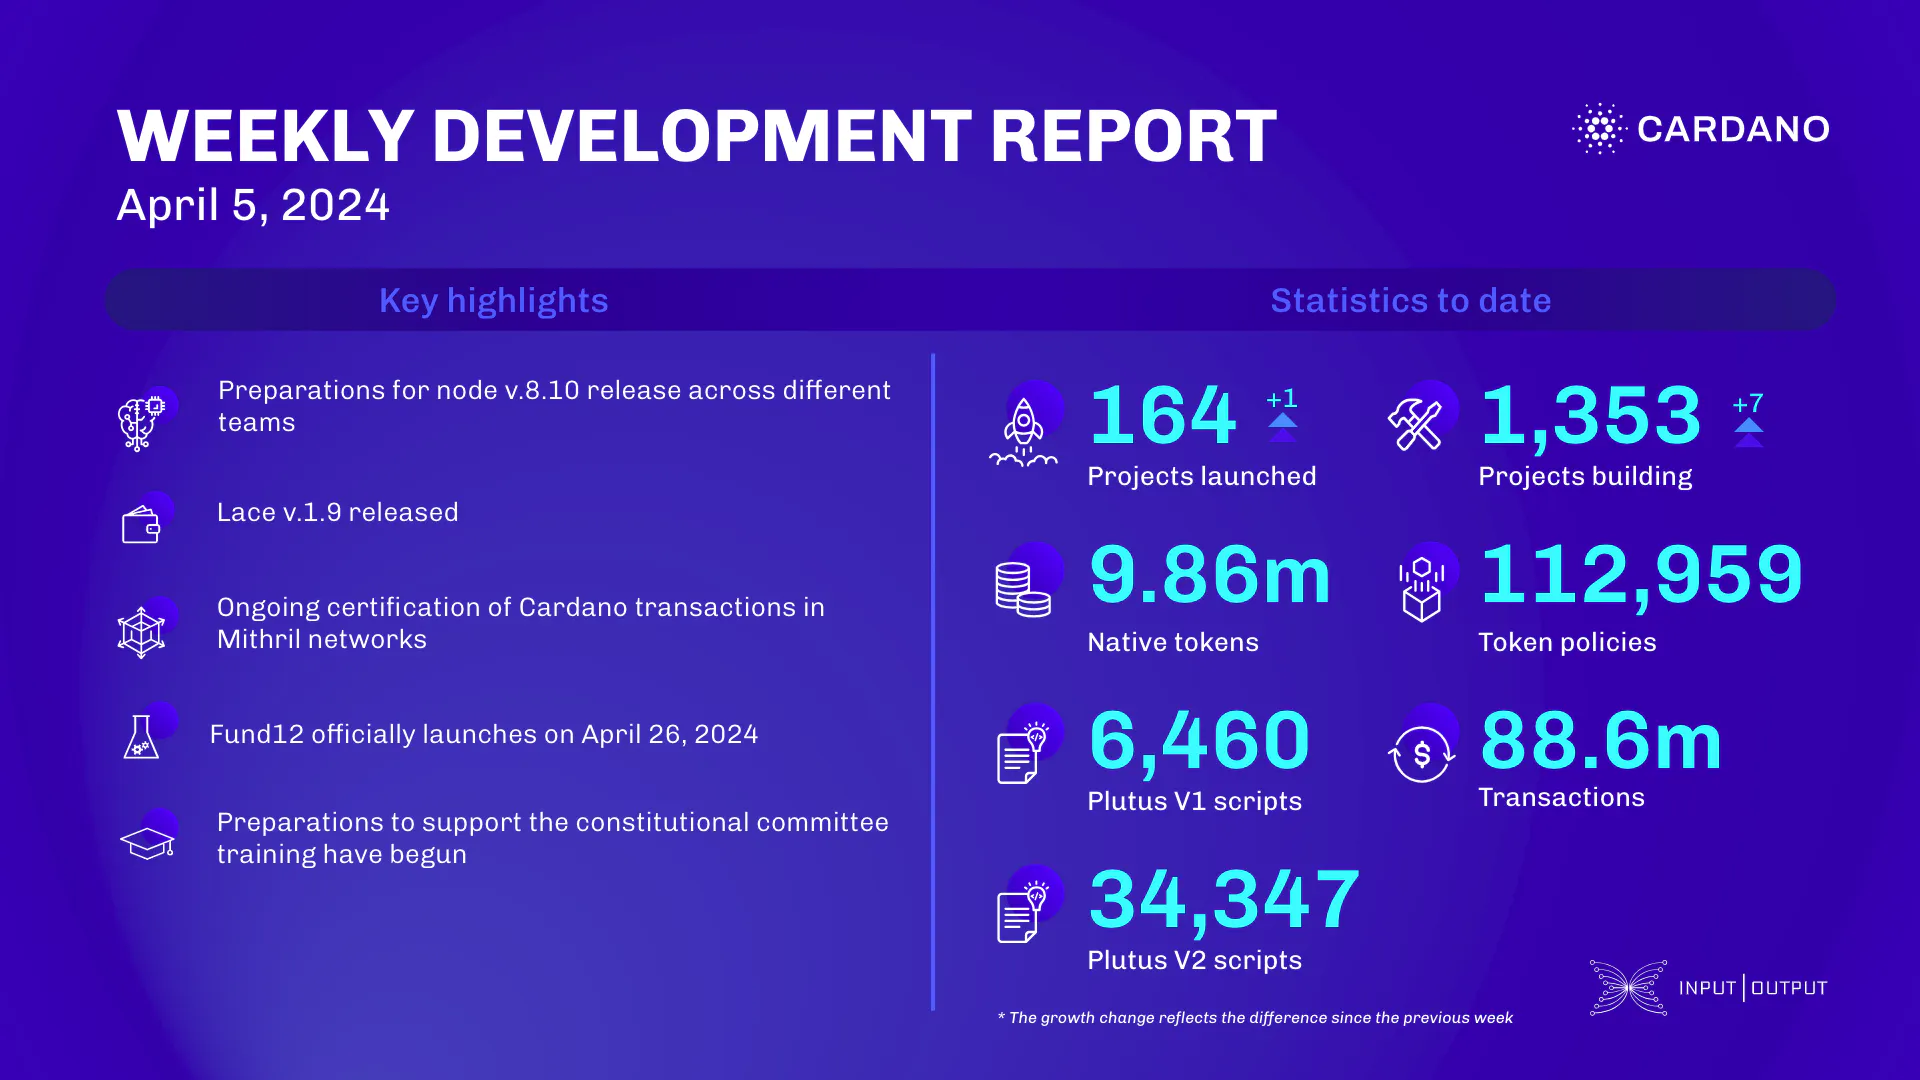 WEEKLY DEVELOPMENT REPORT
April 5, 2024
CARDANO
Key highlights
Statistics to date
Preparations for node v.8.10 release across different
teams
Lace v.1.9 released
Ongoing certification of Cardano transactions in
Mithril networks
Fund12 officially launches on April 26, 2024
Preparations to support the constitutional committee
training have begun
164 +1
Projects launched
1,353 +7
Projects building
9.86m
Native tokens
112,959
Token policies
6,460
Plutus V1 scripts
$
88.6m
Transactions
34,347
Plutus V2 scripts
* The growth change reflects the difference since the previous week
INPUT|OUTPUT